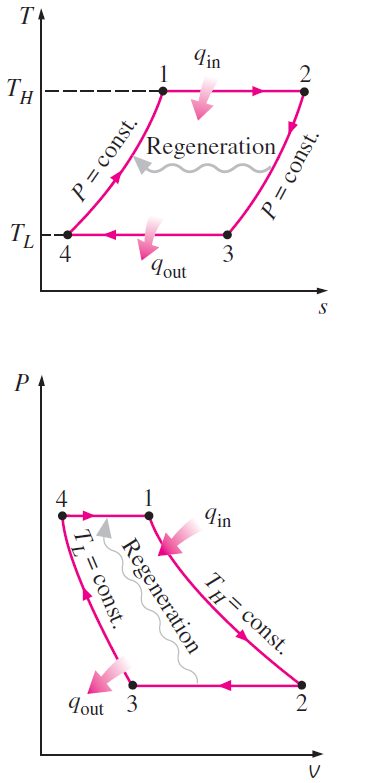 T
q_in
1
2
T_H
P = const.
Regeneration
P = const.
T_L
4
3
q_out
s
P
4
1
q_in
T_L = const.
Regeneration
T_H = const.
q_out
3
2
v